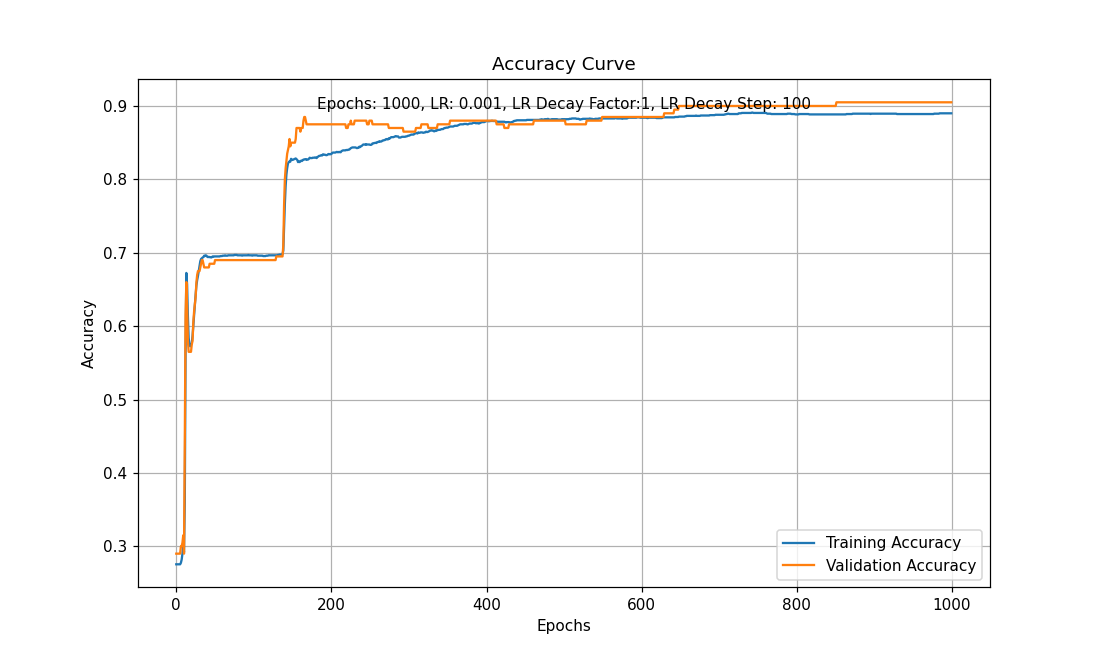 Accuracy Curve
Epochs: 1000, LR: 0.001, LR Decay Factor:1, LR Decay Step: 100
0.9
0.8
0.7
0.6
0.5
0.4
0.3
Accuracy
Training Accuracy
Validation Accuracy
0 200 400 600 800 1000
Epochs